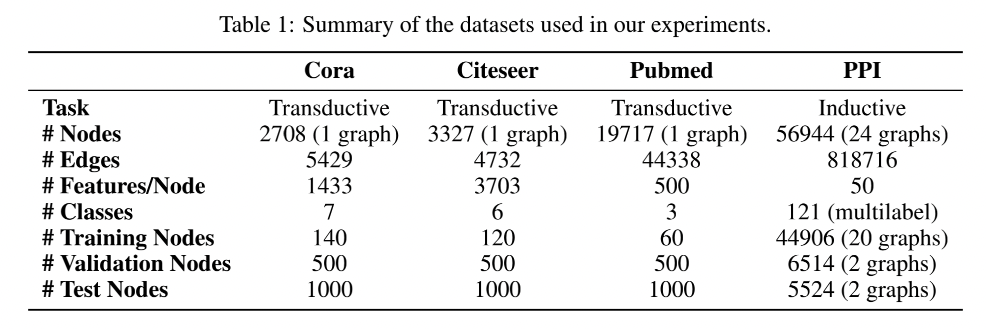 Table 1: Summary of the datasets used in our experiments.
Cora Citeseer Pubmed PPI
Task Transductive Transductive Transductive Inductive
# Nodes 2708 (1 graph) 3327 (1 graph) 19717 (1 graph) 56944 (24 graphs)
# Edges 5429 4732 44338 818716
# Features/Node 1433 3703 500 50
# Classes 7 6 3 121 (multilabel)
# Training Nodes 140 120 60 44906 (20 graphs)
# Validation Nodes 500 500 500 6514 (2 graphs)
# Test Nodes 1000 1000 1000 5524 (2 graphs)